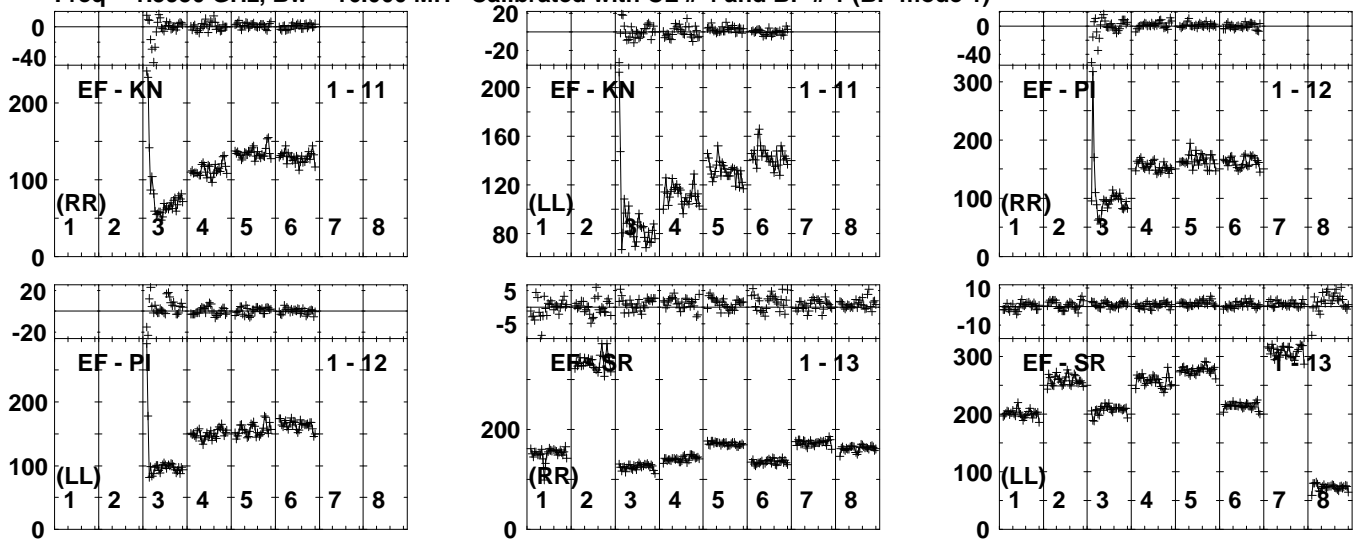 Freq = GHz, Bw = MH Calibrated with CL # and BP # (BP mode
0
-40
EF - KN 1 - 11
200
100
(RR)
0
1 2 3 4 5 6 7 8
20
-20
EF - KN 1 - 11
200
160
120
80
(LL)
1 2 3 4 5 6 7 8
0
-40
EF - PI 1 - 12
300
200
100
0
(RR)
1 2 3 4 5 6 7 8
20
-20
EF - PI 1 - 12
200
100
0
(LL)
1 2 3 4 5 6 7 8
5
-5
EF - SR 1 - 13
200
0
(RR)
1 2 3 4 5 6 7 8
10
-10
EF - SR 1 - 13
300
200
100
0
(LL)
1 2 3 4 5 6 7 8